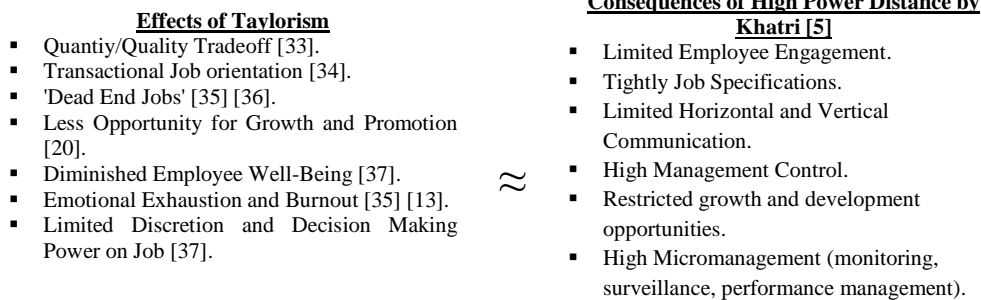 Effects of Taylorism
▪ Quantiy/Quality Tradeoff [33].
▪ Transactional Job orientation [34].
▪ 'Dead End Jobs' [35] [36].
▪ Less Opportunity for Growth and Promotion
[20].
▪ Diminished Employee Well-Being [37].
▪ Emotional Exhaustion and Burnout [35] [13].
▪ Limited Discretion and Decision Making
Power on Job [37].
≈
Consequences of High Power Distance by
Khatri [5]
▪ Limited Employee Engagement.
▪ Tightly Job Specifications.
▪ Limited Horizontal and Vertical
Communication.
▪ High Management Control.
▪ Restricted growth and development
opportunities.
▪ High Micromanagement (monitoring,
surveillance, performance management).